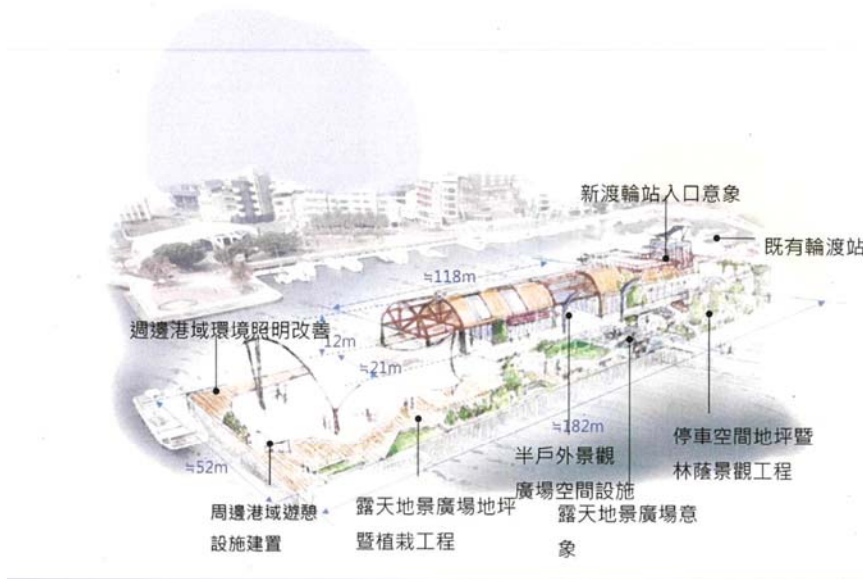 新渡輪站入口意象
既有輪渡站
≒118m
週邊港域環境照明改善
12m
≒21m
≒182m
≒52m
停車空間地坪暨
林蔭景觀工程
半戶外景觀
廣場空間設施
露天地景廣場意
象
露天地景廣場地坪
暨植栽工程
周邊港域遊憩
設施建置